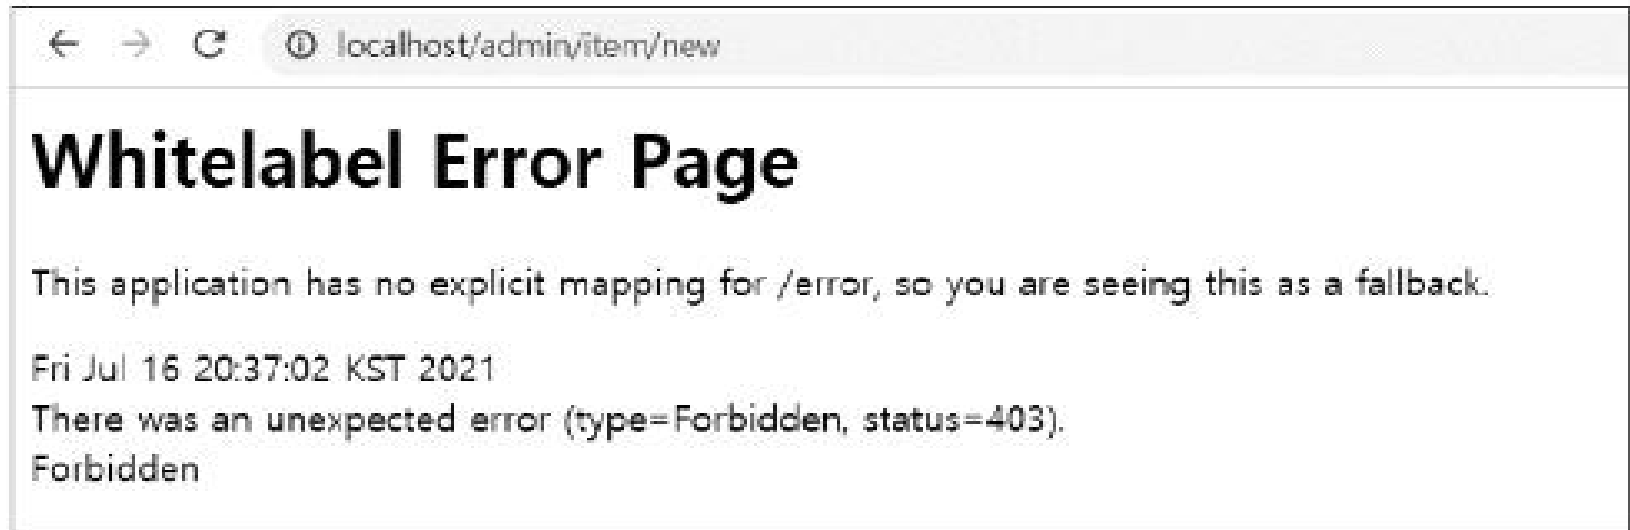 localhost/admin/item/new
Whitelabel Error Page
This application has no explicit mapping for /error, so you are seeing this as a fallback.
Fri Jul 16 20:37:02 KST 2021
There was an unexpected error (type=Forbidden, status=403).
Forbidden